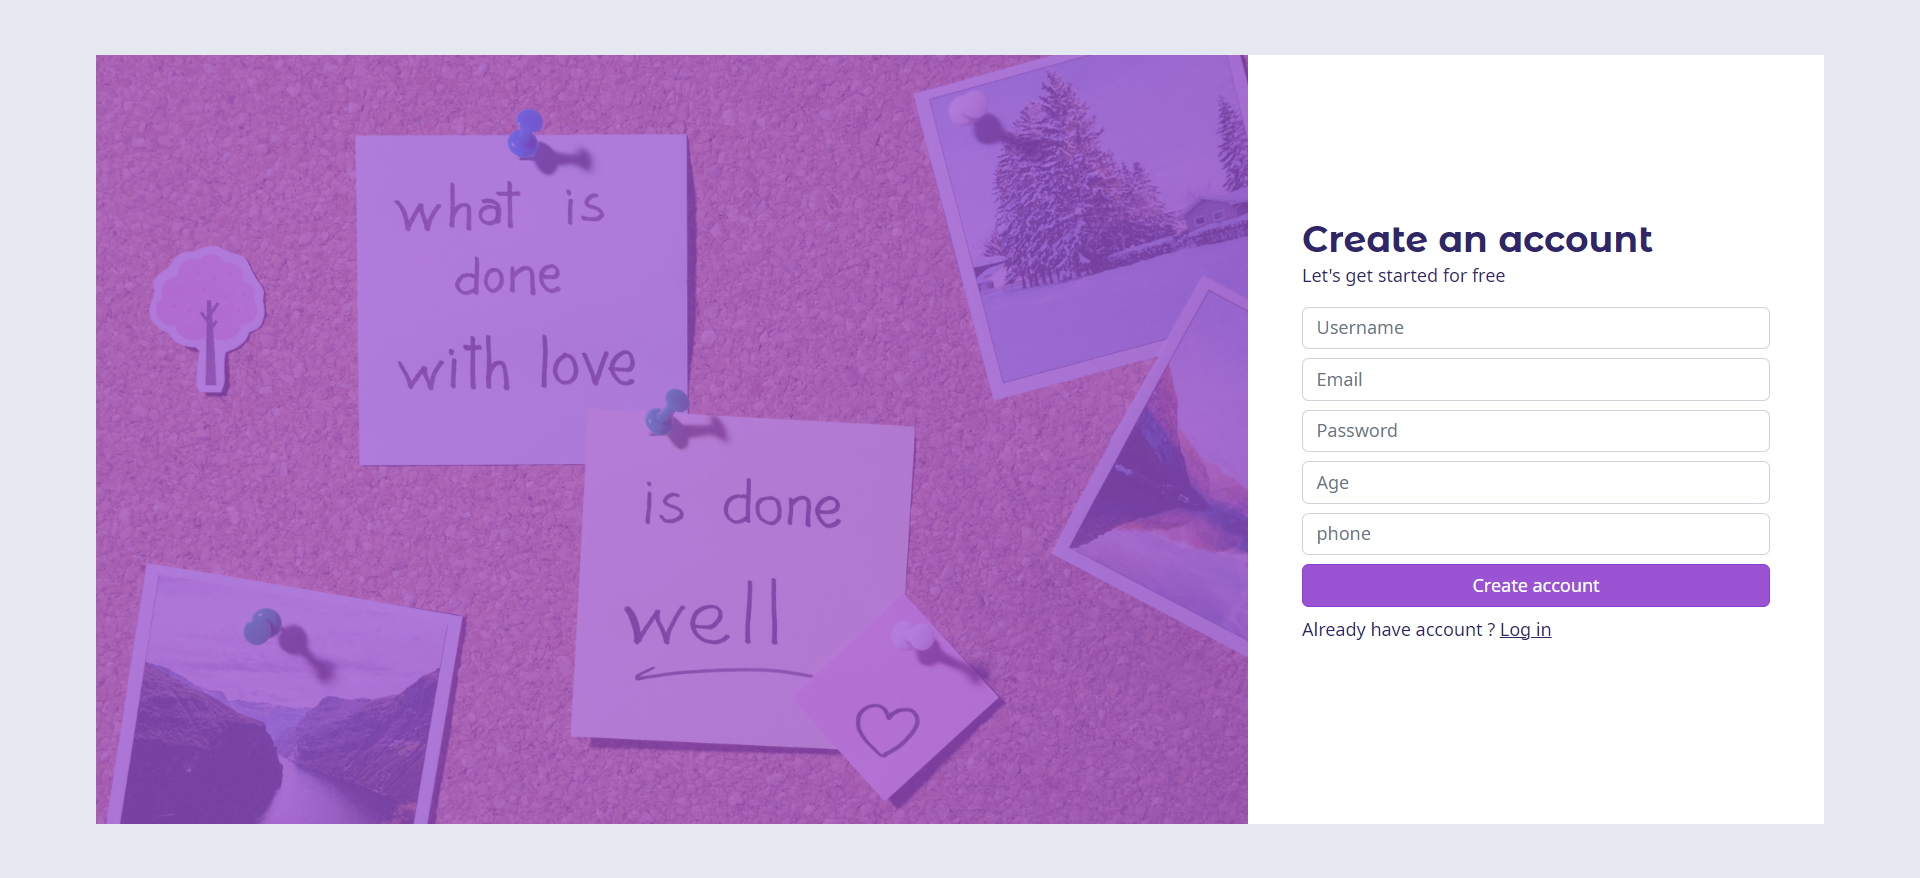 what is
done
with love
is done
well
Create an account
Let's get started for free
Username
Email
Password
Age
phone
Create account
Already have account ? Log in